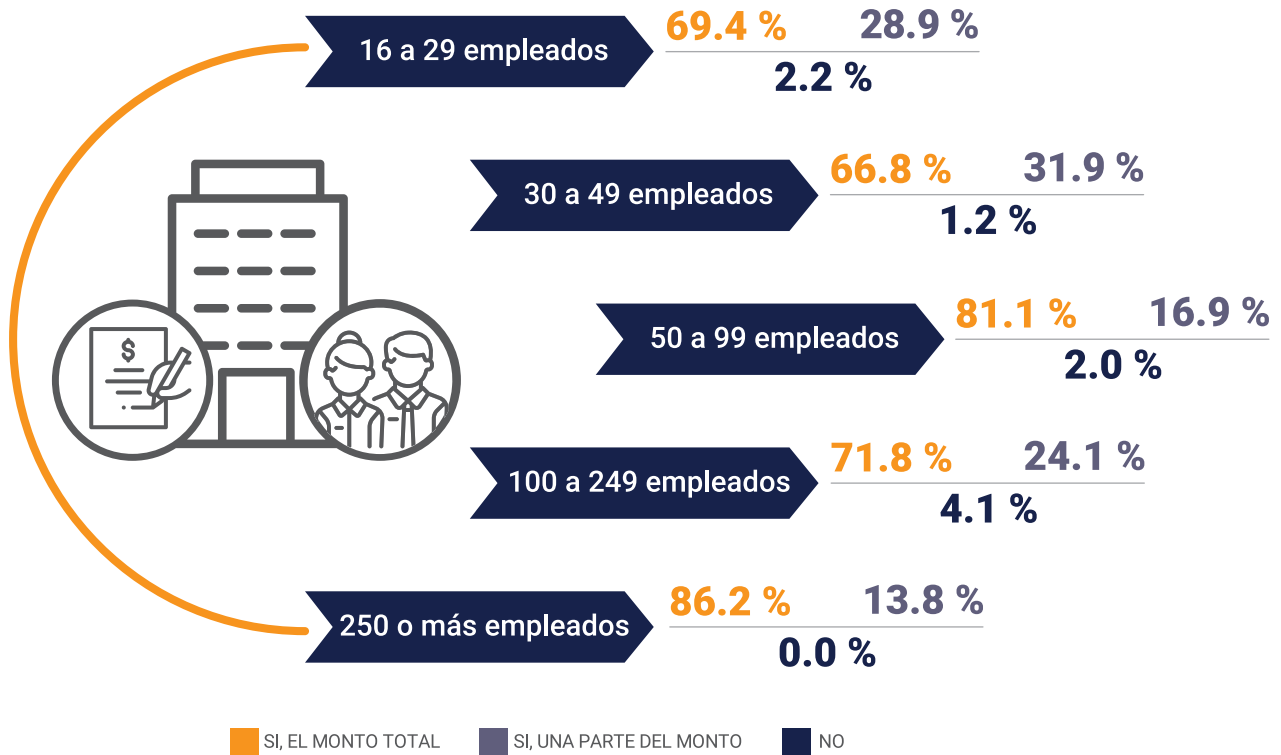 69.4 % 28.9 %
16 a 29 empleados
2.2 %
66.8 % 31.9 %
30 a 49 empleados
1.2 %
81.1 % 16.9 %
50 a 99 empleados
2.0 %
$
71.8 % 24.1 %
100 a 249 empleados
4.1 %
86.2 % 13.8 %
250 o más empleados
0.0 %
SI, EL MONTO TOTAL SI, UNA PARTE DEL MONTO NO